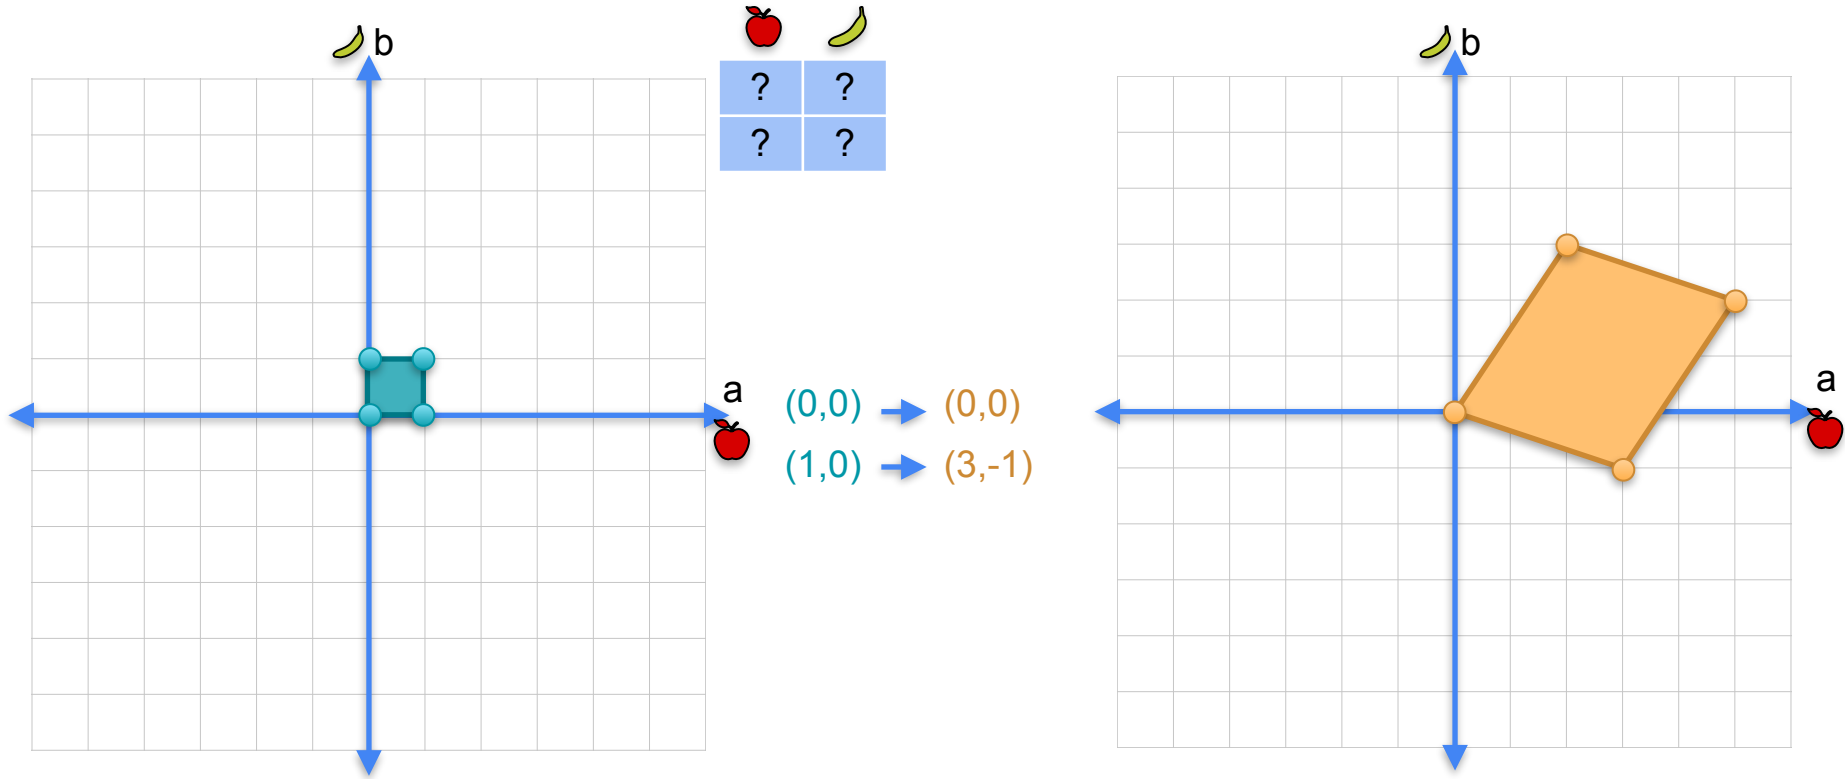 b
b
? ?
? ?
a
a
(0,0) (0,0)
(1,0) (3,-1)